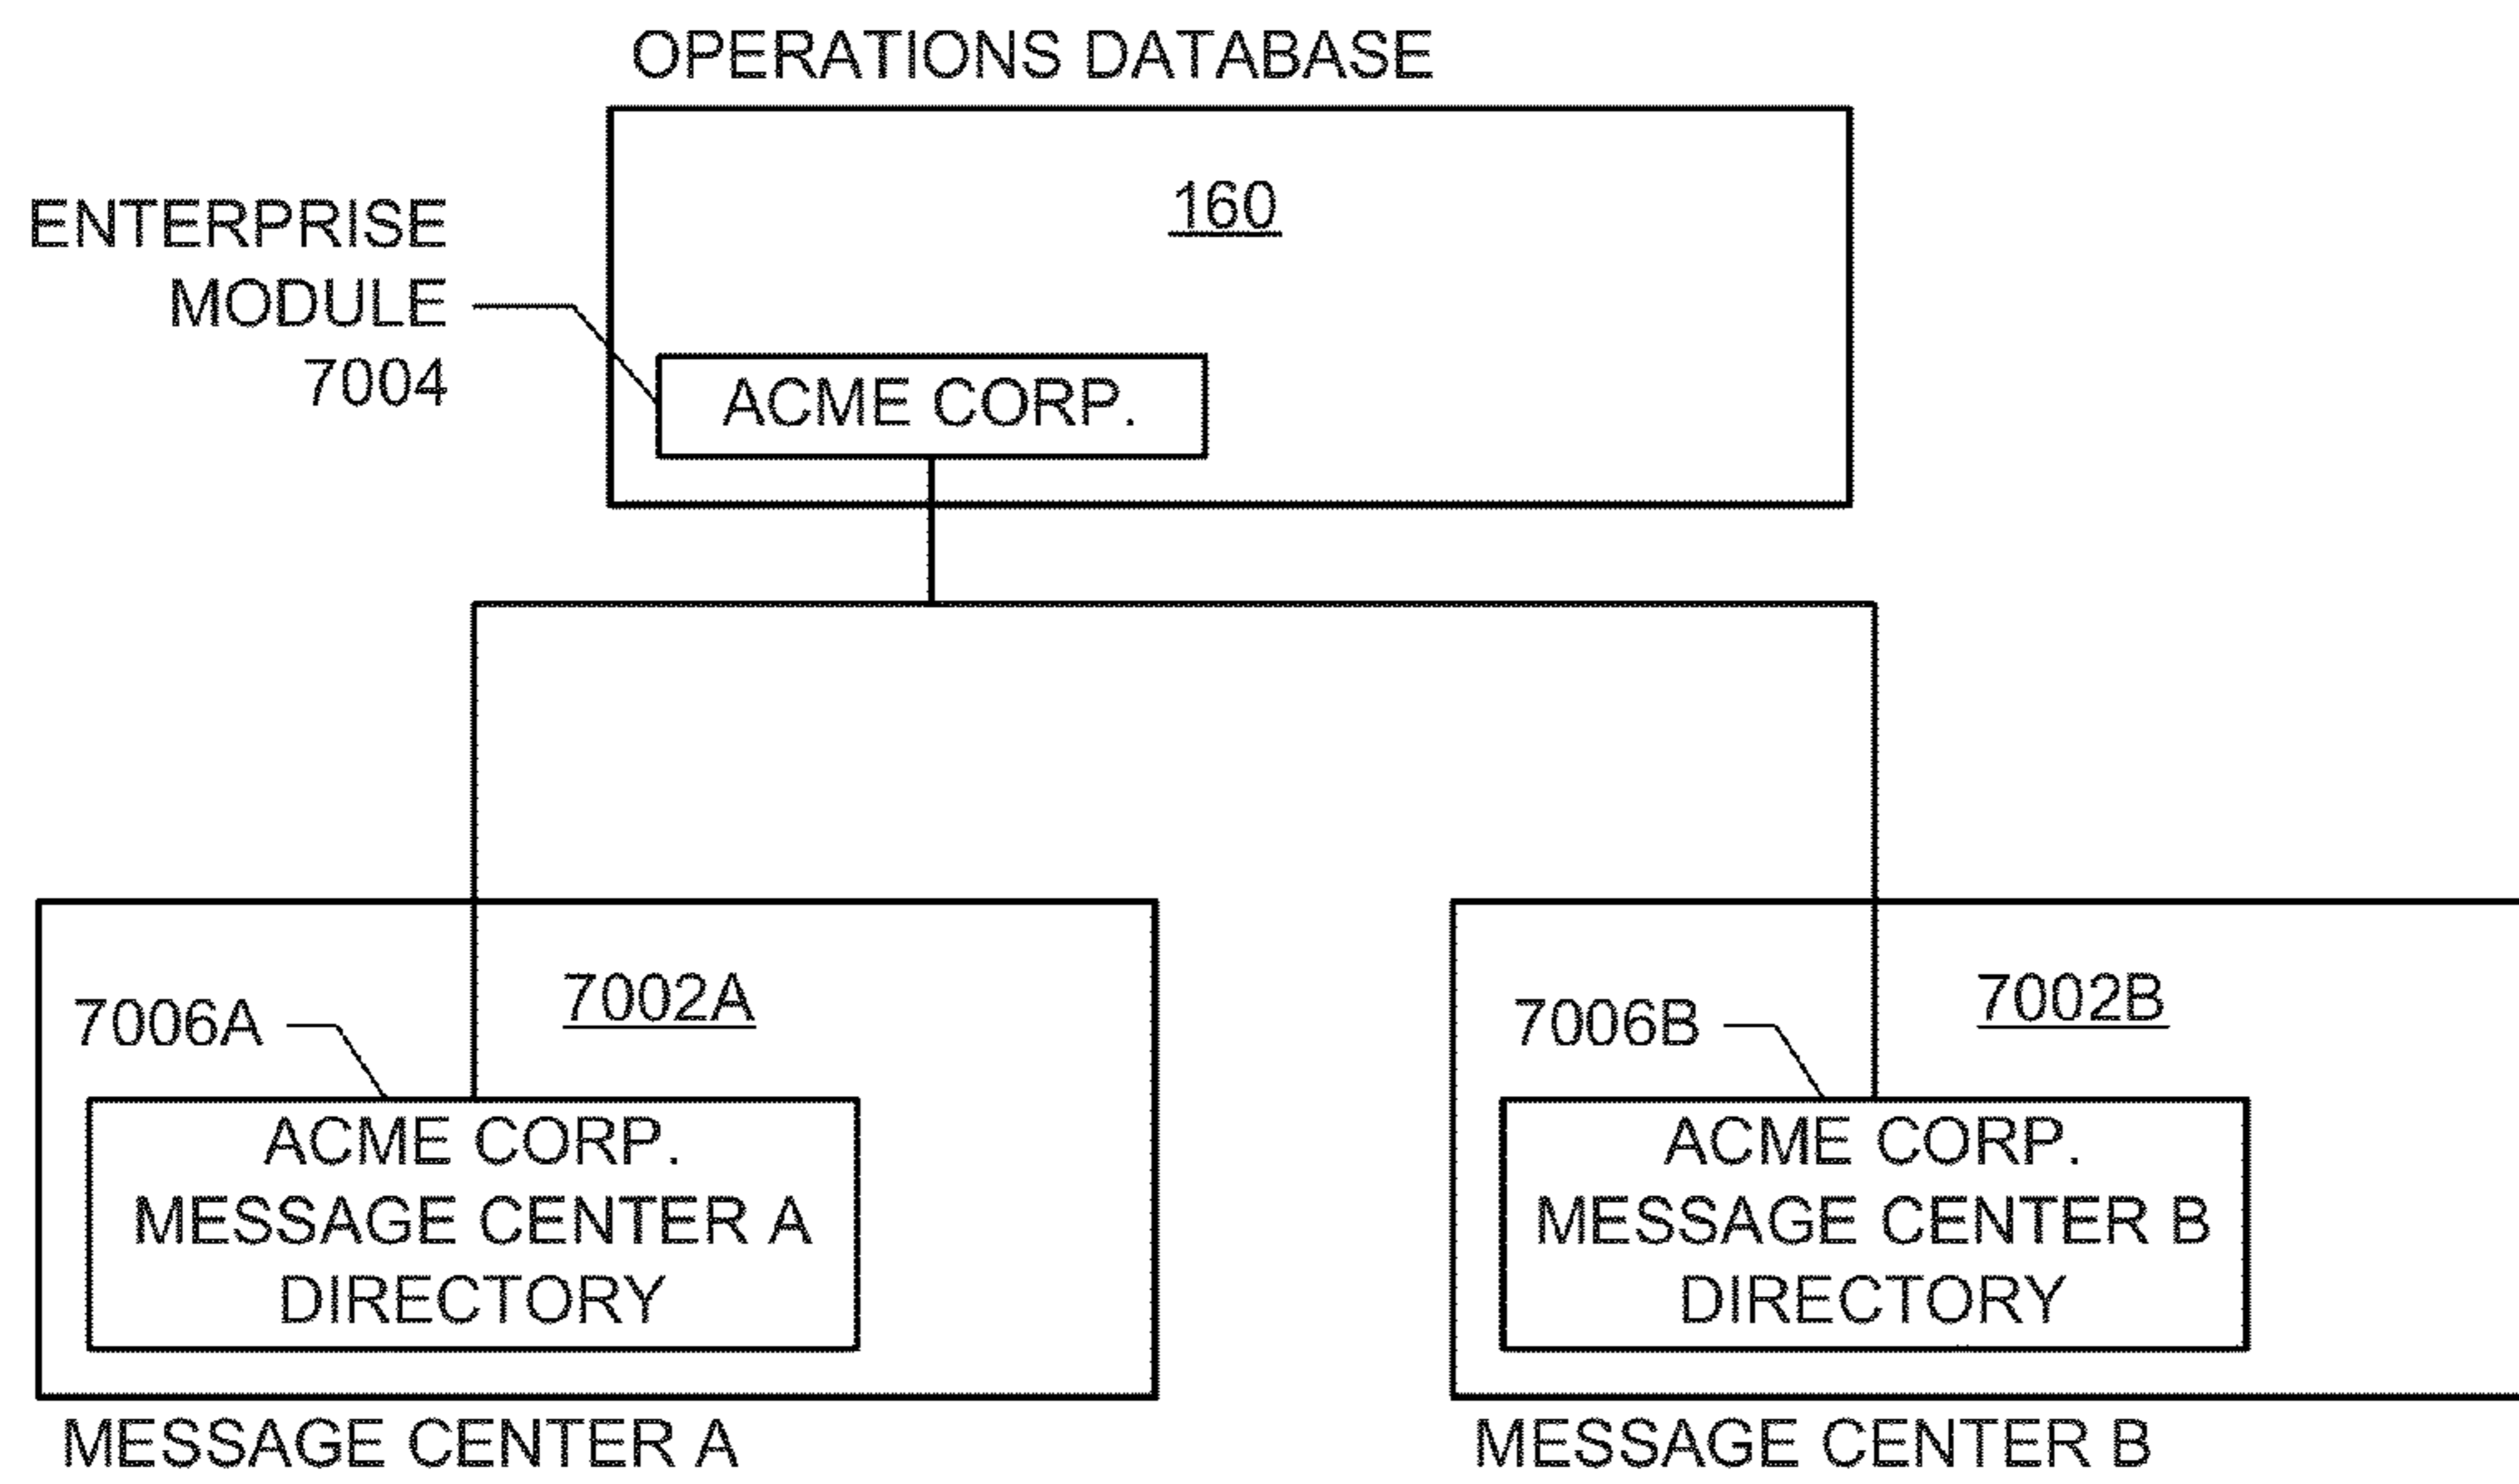 OPERATIONS DATABASE
160
ENTERPRISE
MODULE
7004
ACME CORP.
7002A
7006A
ACME CORP.
MESSAGE CENTER A
DIRECTORY
MESSAGE CENTER A
7002B
7006B
ACME CORP.
MESSAGE CENTER B
DIRECTORY
MESSAGE CENTER B